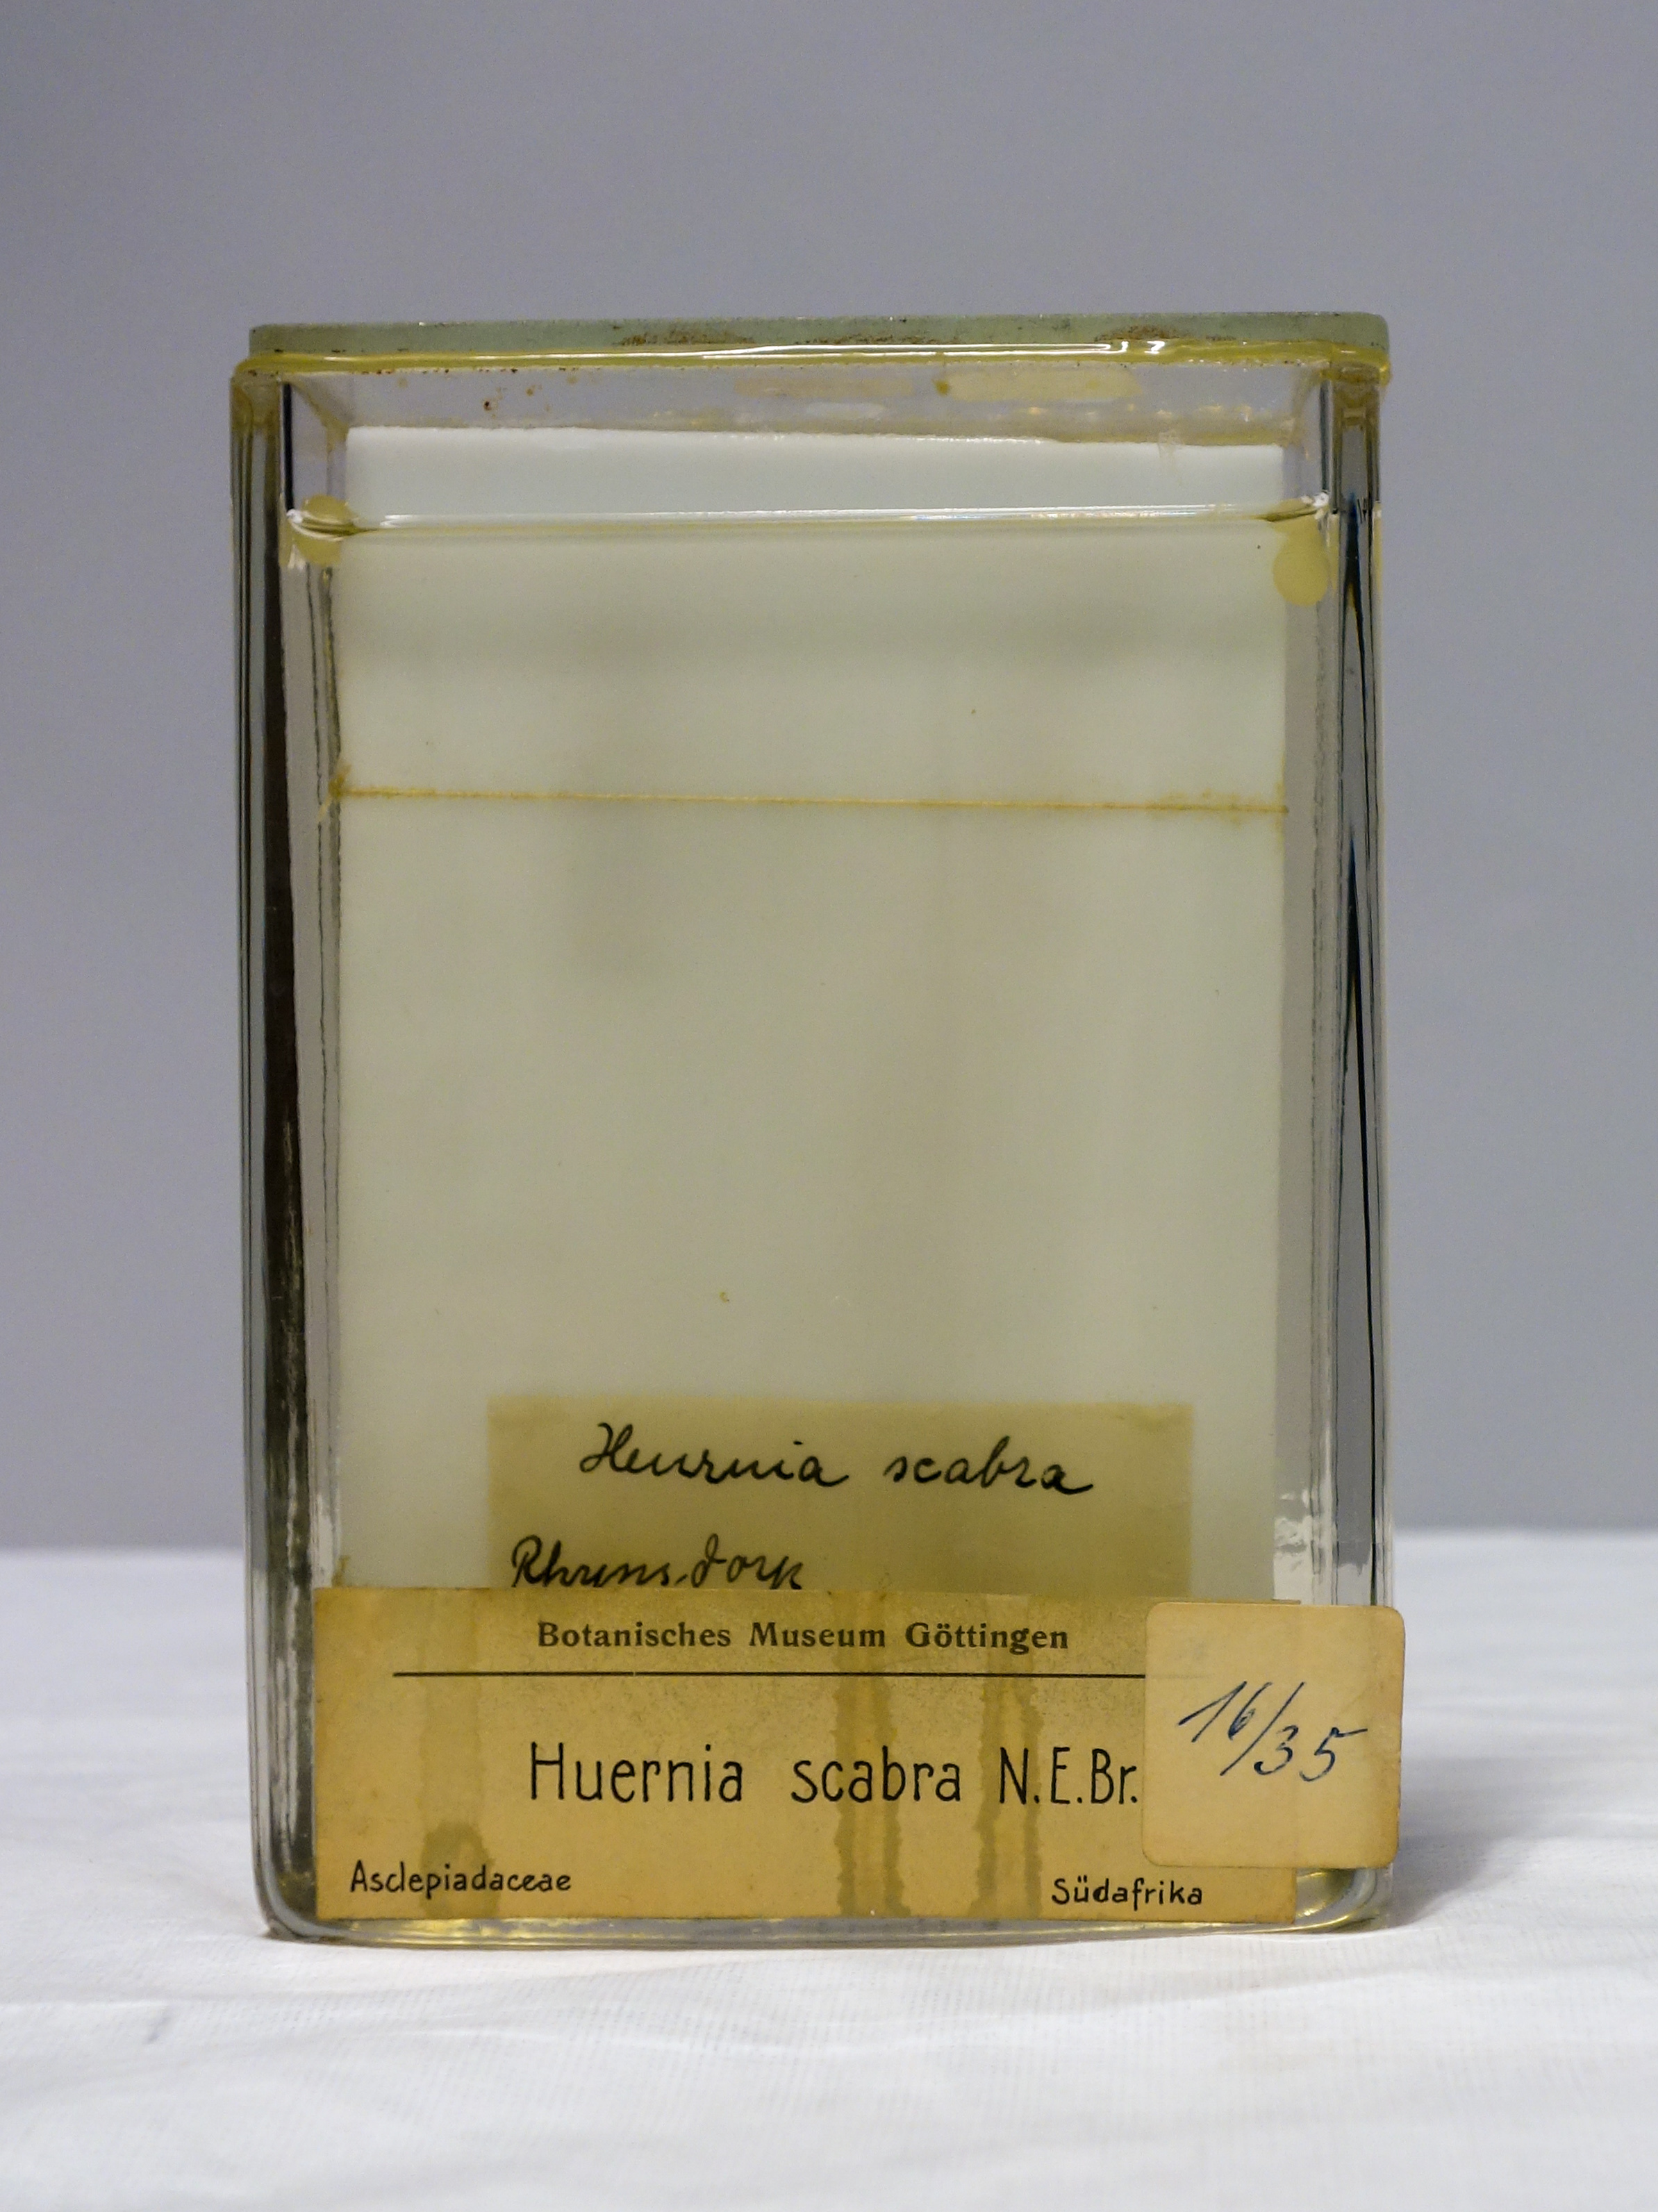 Huernia scabra
Botanisches Museum Göttingen
Huernia scabra N.E.Br.
16/35
Asclepiadaceae
Südafrika